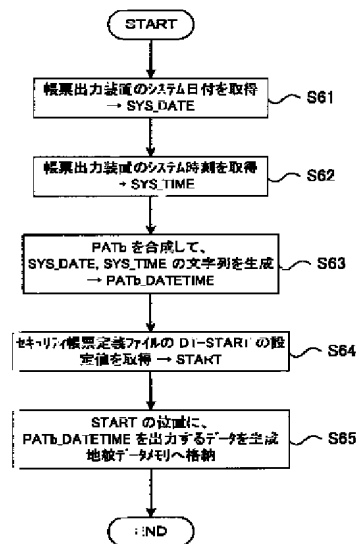 START
帳票出力装置のシステム日付を取得
→ SYS_DATE
S61
帳票出力装置のシステム時刻を取得
→ SYS_TIME
S62
PATb を合成して、
SYS_DATE, SYS_TIME の文字列を生成
→ PATb_DATETIME
S63
セキュリティ帳票定義ファイルの DT-START の設
定値を取得 → START
S64
START の位置に、
PATb_DATETIME を出力するデータを生成
地紋データメモリへ格納
S65
END